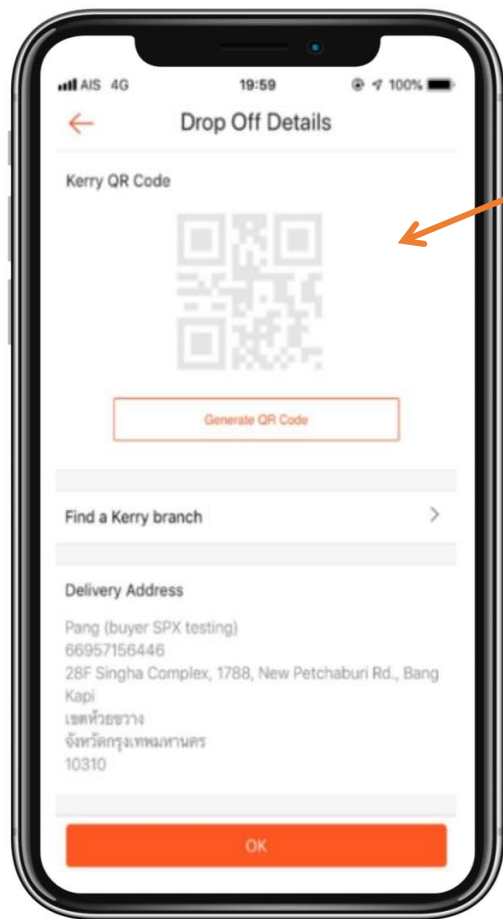 AIS 4G 19:59 100%
Drop Off Details
Kerry QR Code
Generate QR Code
Find a Kerry branch
Delivery Address
Pang (buyer SPX testing)
66957156446
28F Singha Complex, 1788, New Petchaburi Rd., Bang
Kapi
เขตห้วยขวาง
จังหวัดกรุงเทพมหานคร
10310
OK